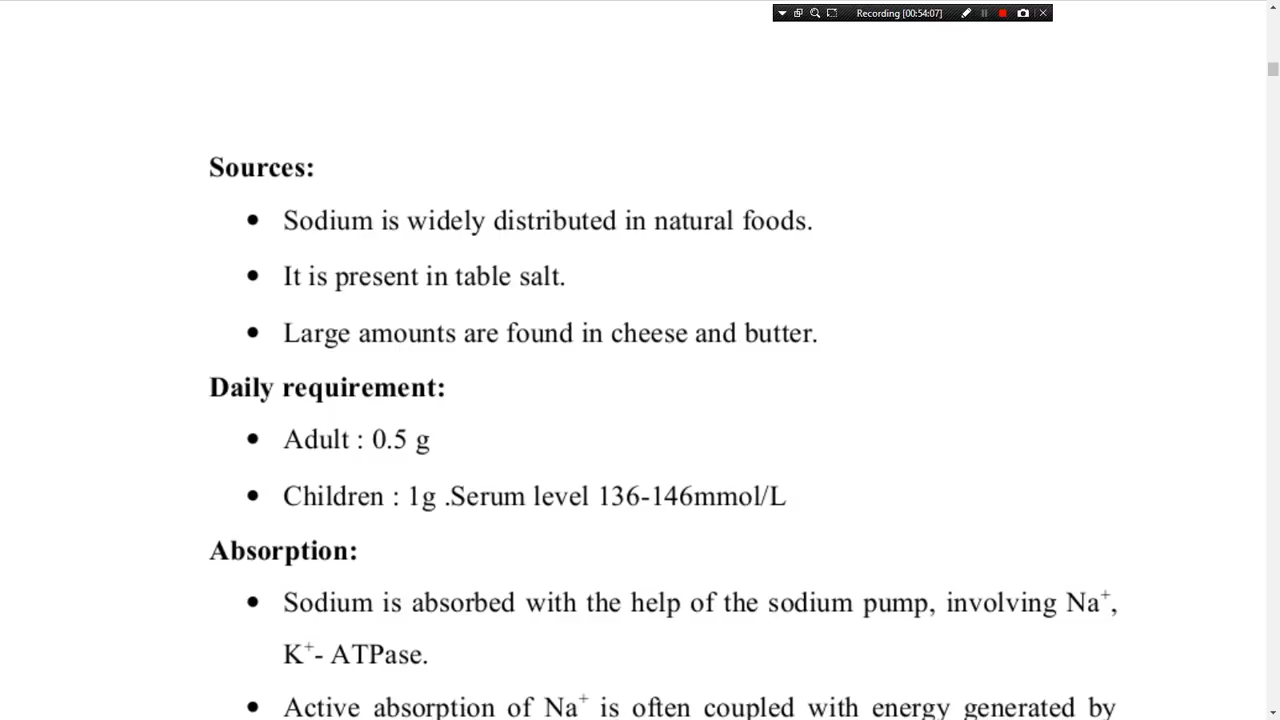 Recording [00:54:07]
Sources:
• Sodium is widely distributed in natural foods.
• It is present in table salt.
• Large amounts are found in cheese and butter.
Daily requirement:
• Adult : 0.5 g
• Children : 1g .Serum level 136-146mmol/L
Absorption:
• Sodium is absorbed with the help of the sodium pump, involving Na⁺,
K⁺- ATPase.
• Active absorption of Na⁺ is often coupled with energy generated by